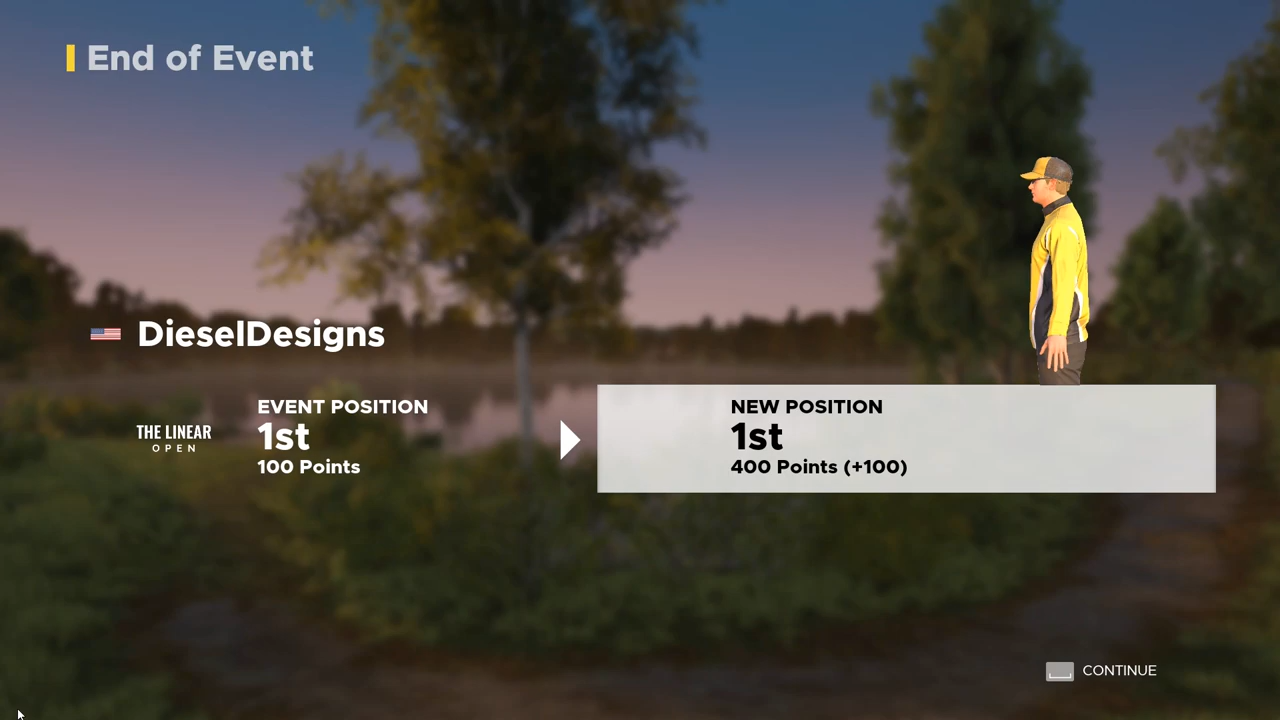 End of Event
DieselDesigns
THE LINEAR
OPEN
EVENT POSITION
1st
100 Points
NEW POSITION
1st
400 Points (+100)
CONTINUE